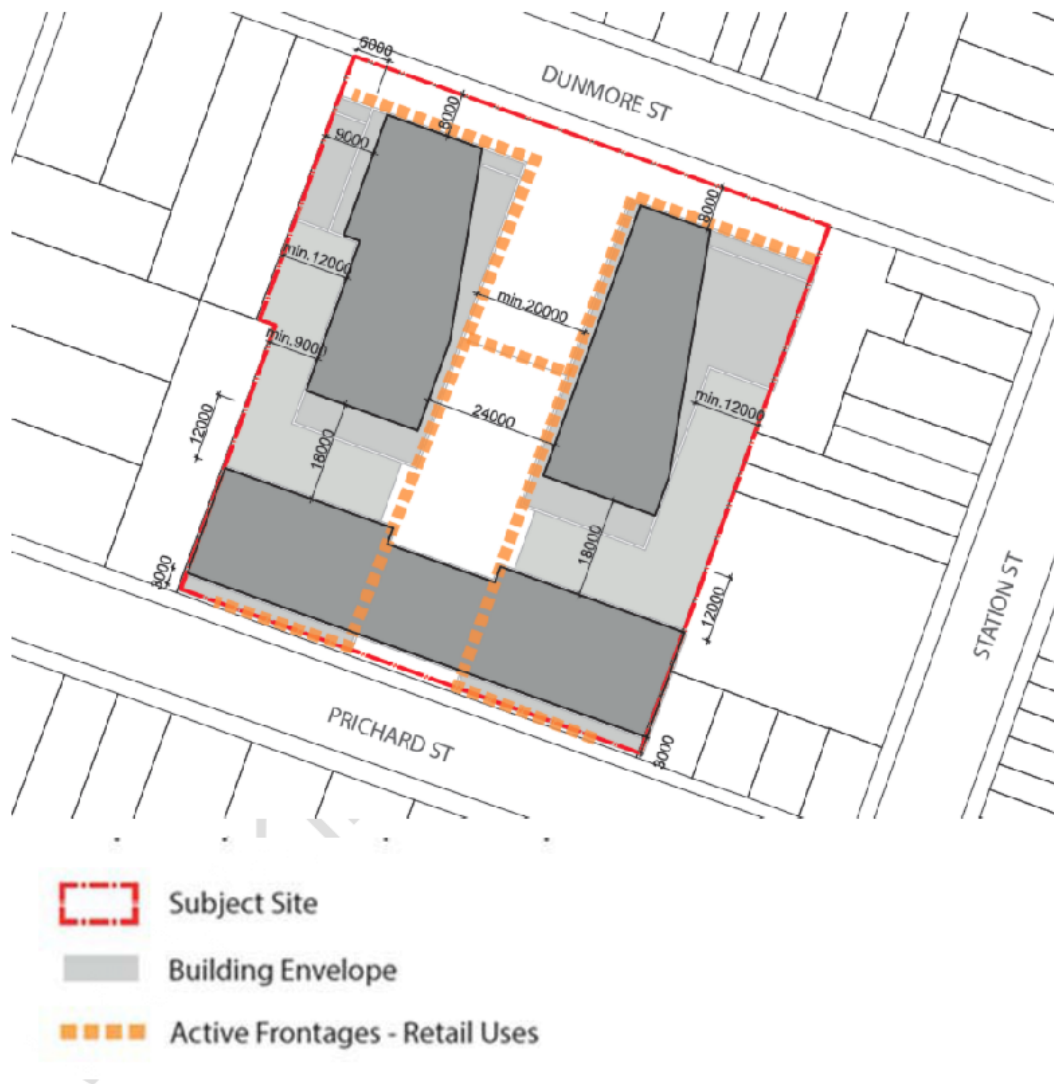 6000
DUNMORE ST
6000
9000
8000
min.12000
min.20000
min.9000
24000
min.12000
12000
18000
18000
12000
3000
STATION ST
PRICHARD ST
3000
Subject Site
Building Envelope
Active Frontages - Retail Uses